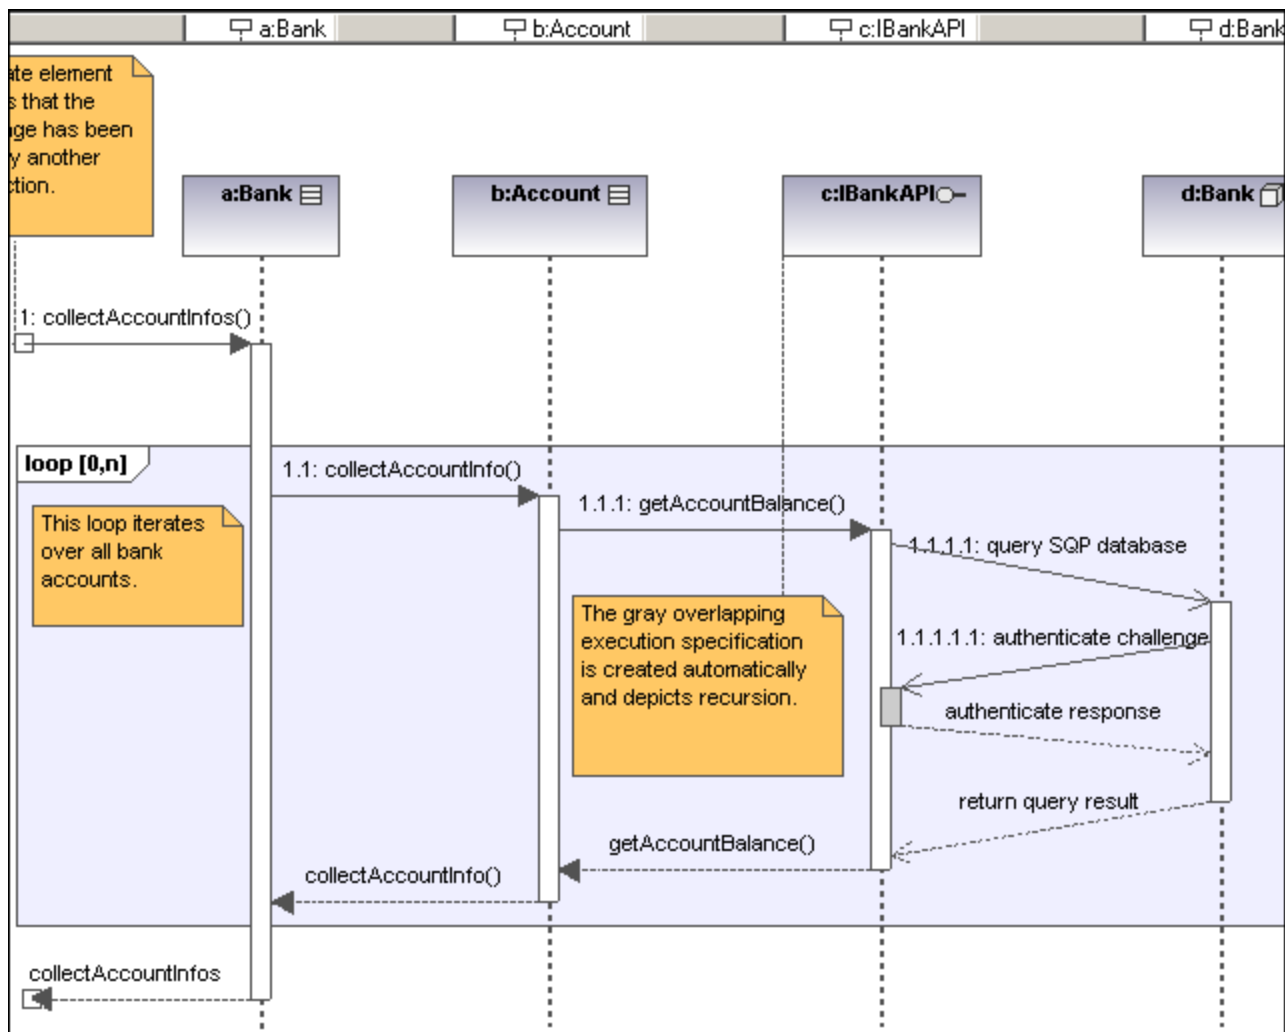 a:Bank
b:Account
c:IBankAPI
d:Bank
ate element
s that the
age has been
y another
ction.
a:Bank
b:Account
c:IBankAPI
d:Bank
1: collectAccountInfos()
loop [0,n]
1.1: collectAccountInfo()
1.1.1: getAccountBalance()
This loop iterates
over all bank
accounts.
1.1.1.1: query SQP database
The gray overlapping
execution specification
is created automatically
and depicts recursion.
1.1.1.1.1: authenticate challenge
authenticate response
return query result
getAccountBalance()
collectAccountInfo()
collectAccountInfos